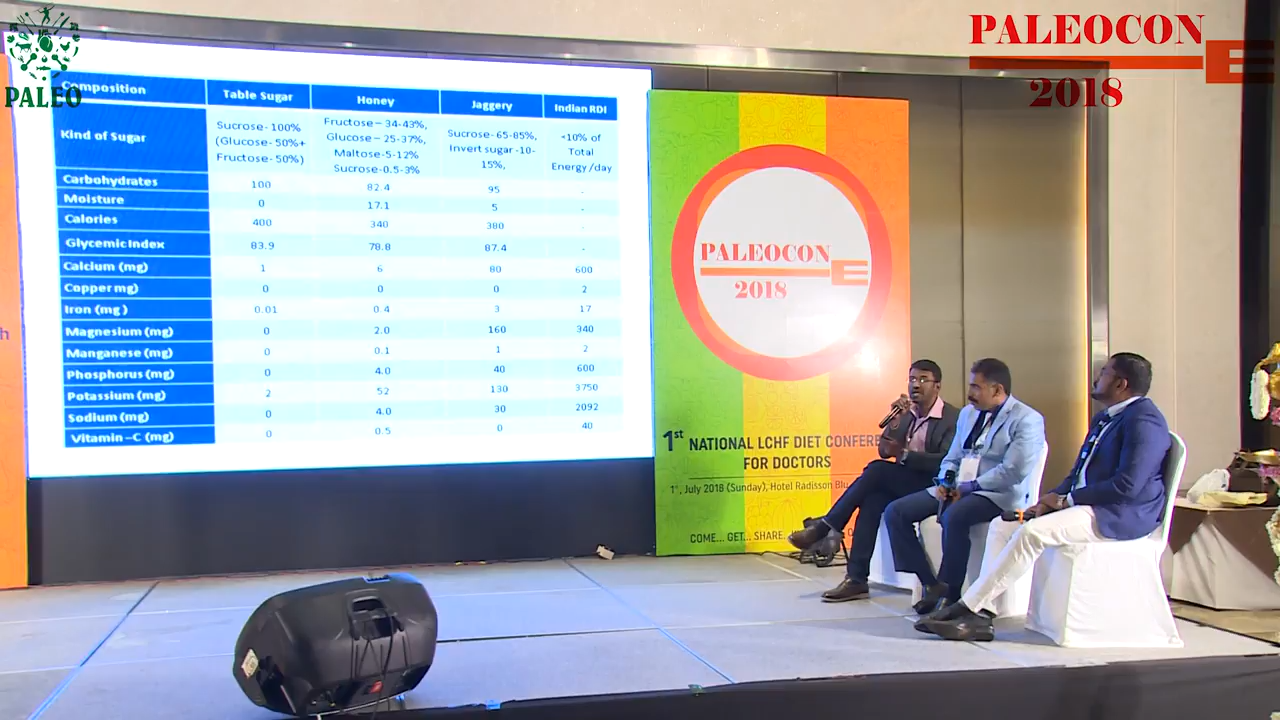 PALEO
PALEOCON E
2018
Composition Table Sugar Honey Jaggery Indian RDI
Kind of Sugar
Sucrose- 100%
(Glucose- 50%+
Fructose- 50%)
Fructose – 34-43%,
Glucose – 25-37%,
Maltose-5-12%
Sucrose-0.5-3%
Sucrose- 65-85%,
Invert sugar -10-
15%,
<10% of
Total
Energy /day
Carbohydrates 100 82.4 95 -
Moisture 0 17.1 5 -
Calories 400 340 380 -
Glycemic Index 83.9 78.8 87.4 -
Calcium (mg) 1 6 80 600
Copper mg) 0 0 0 2
Iron (mg ) 0.01 0.4 3 17
Magnesium (mg) 0 2.0 160 340
Manganese (mg) 0 0.1 1 2
Phosphorus (mg) 0 4.0 40 600
Potassium (mg) 2 52 130 3750
Sodium (mg) 0 4.0 30 2092
Vitamin –C (mg) 0 0.5 0 40
h
PALEOCON E
2018
1st NATIONAL LCHF DIET CONFERE
FOR DOCTORS
1st, July 2018 (Sunday), Hotel Radisson Blu
COME... GET... SHARE.